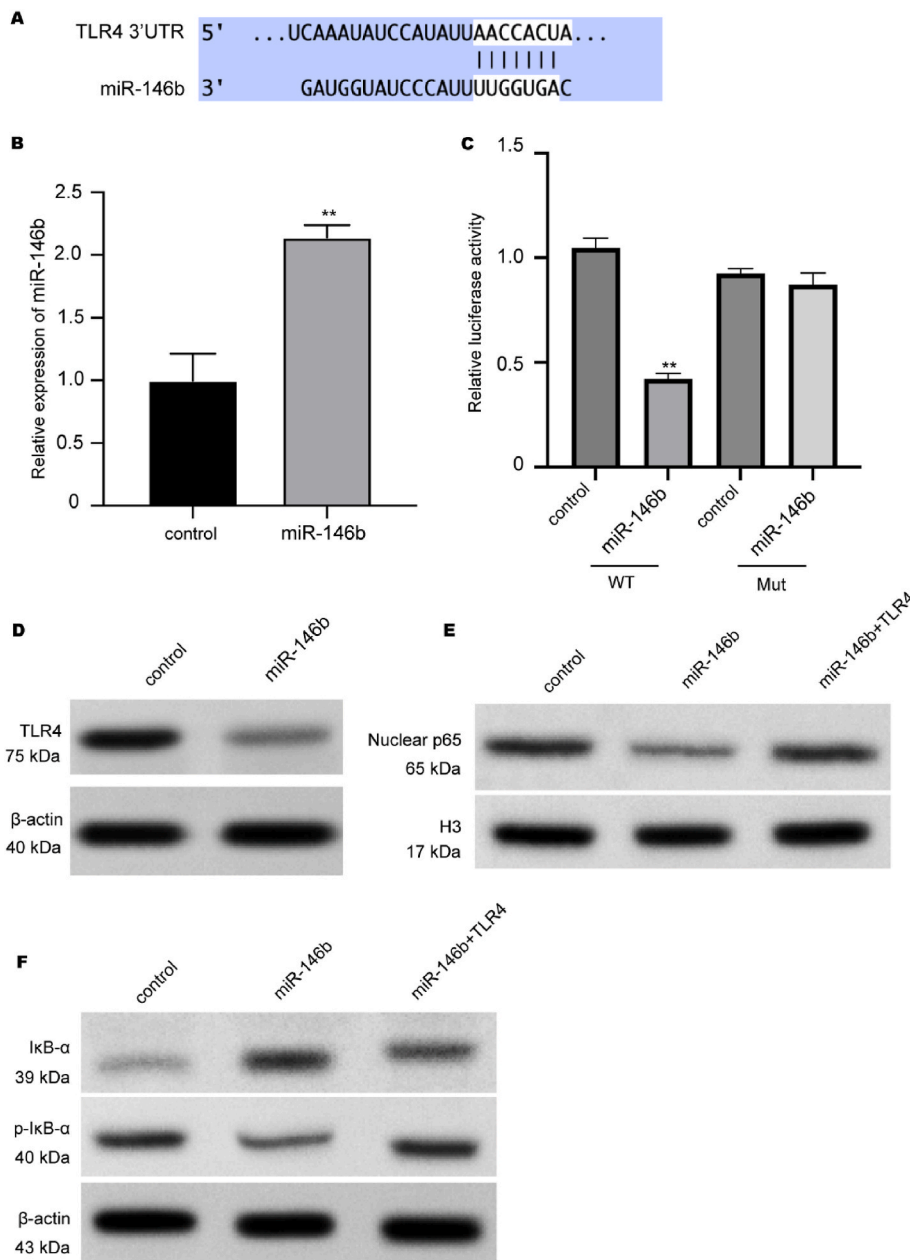 A
TLR4 3'UTR 5' ...UCAAAUAUCCAUAUUAACCACUA...
miR-146b 3' GAUGGUAUCCCAUUUUGGUGAC
B
Relative expression of miR-146b
2.5
2.0
1.5
1.0
0.5
0
**
control
miR-146b
C
Relative luciferase activity
1.5
1.0
0.5
0
**
control
miR-146b
control
miR-146b
WT
Mut
D
control
miR-146b
TLR4
75 kDa
β-actin
40 kDa
E
control
miR-146b
miR-146b+TLR4
Nuclear p65
65 kDa
H3
17 kDa
F
control
miR-146b
miR-146b+TLR4
IκB-α
39 kDa
p-IκB-α
40 kDa
β-actin
43 kDa